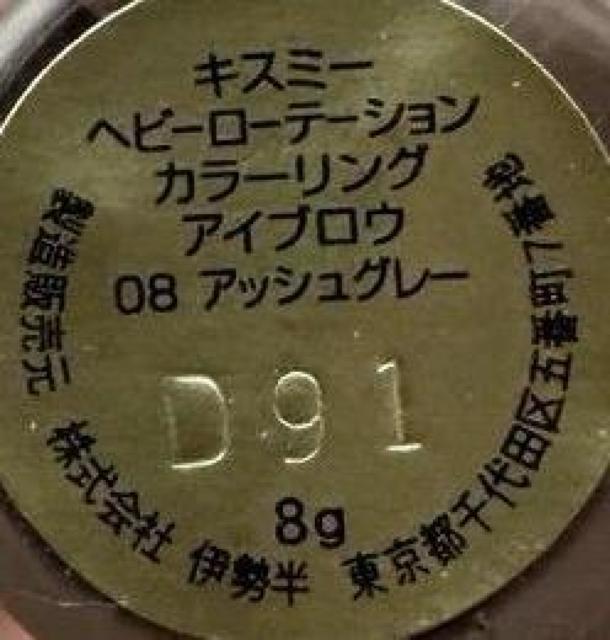 キスミー
ヘビーローテーション
カラーリング
アイブロウ
08 アッシュグレー
D91
8g
製造販売元 株式会社 伊勢半 東京都千代田区五番町7番地